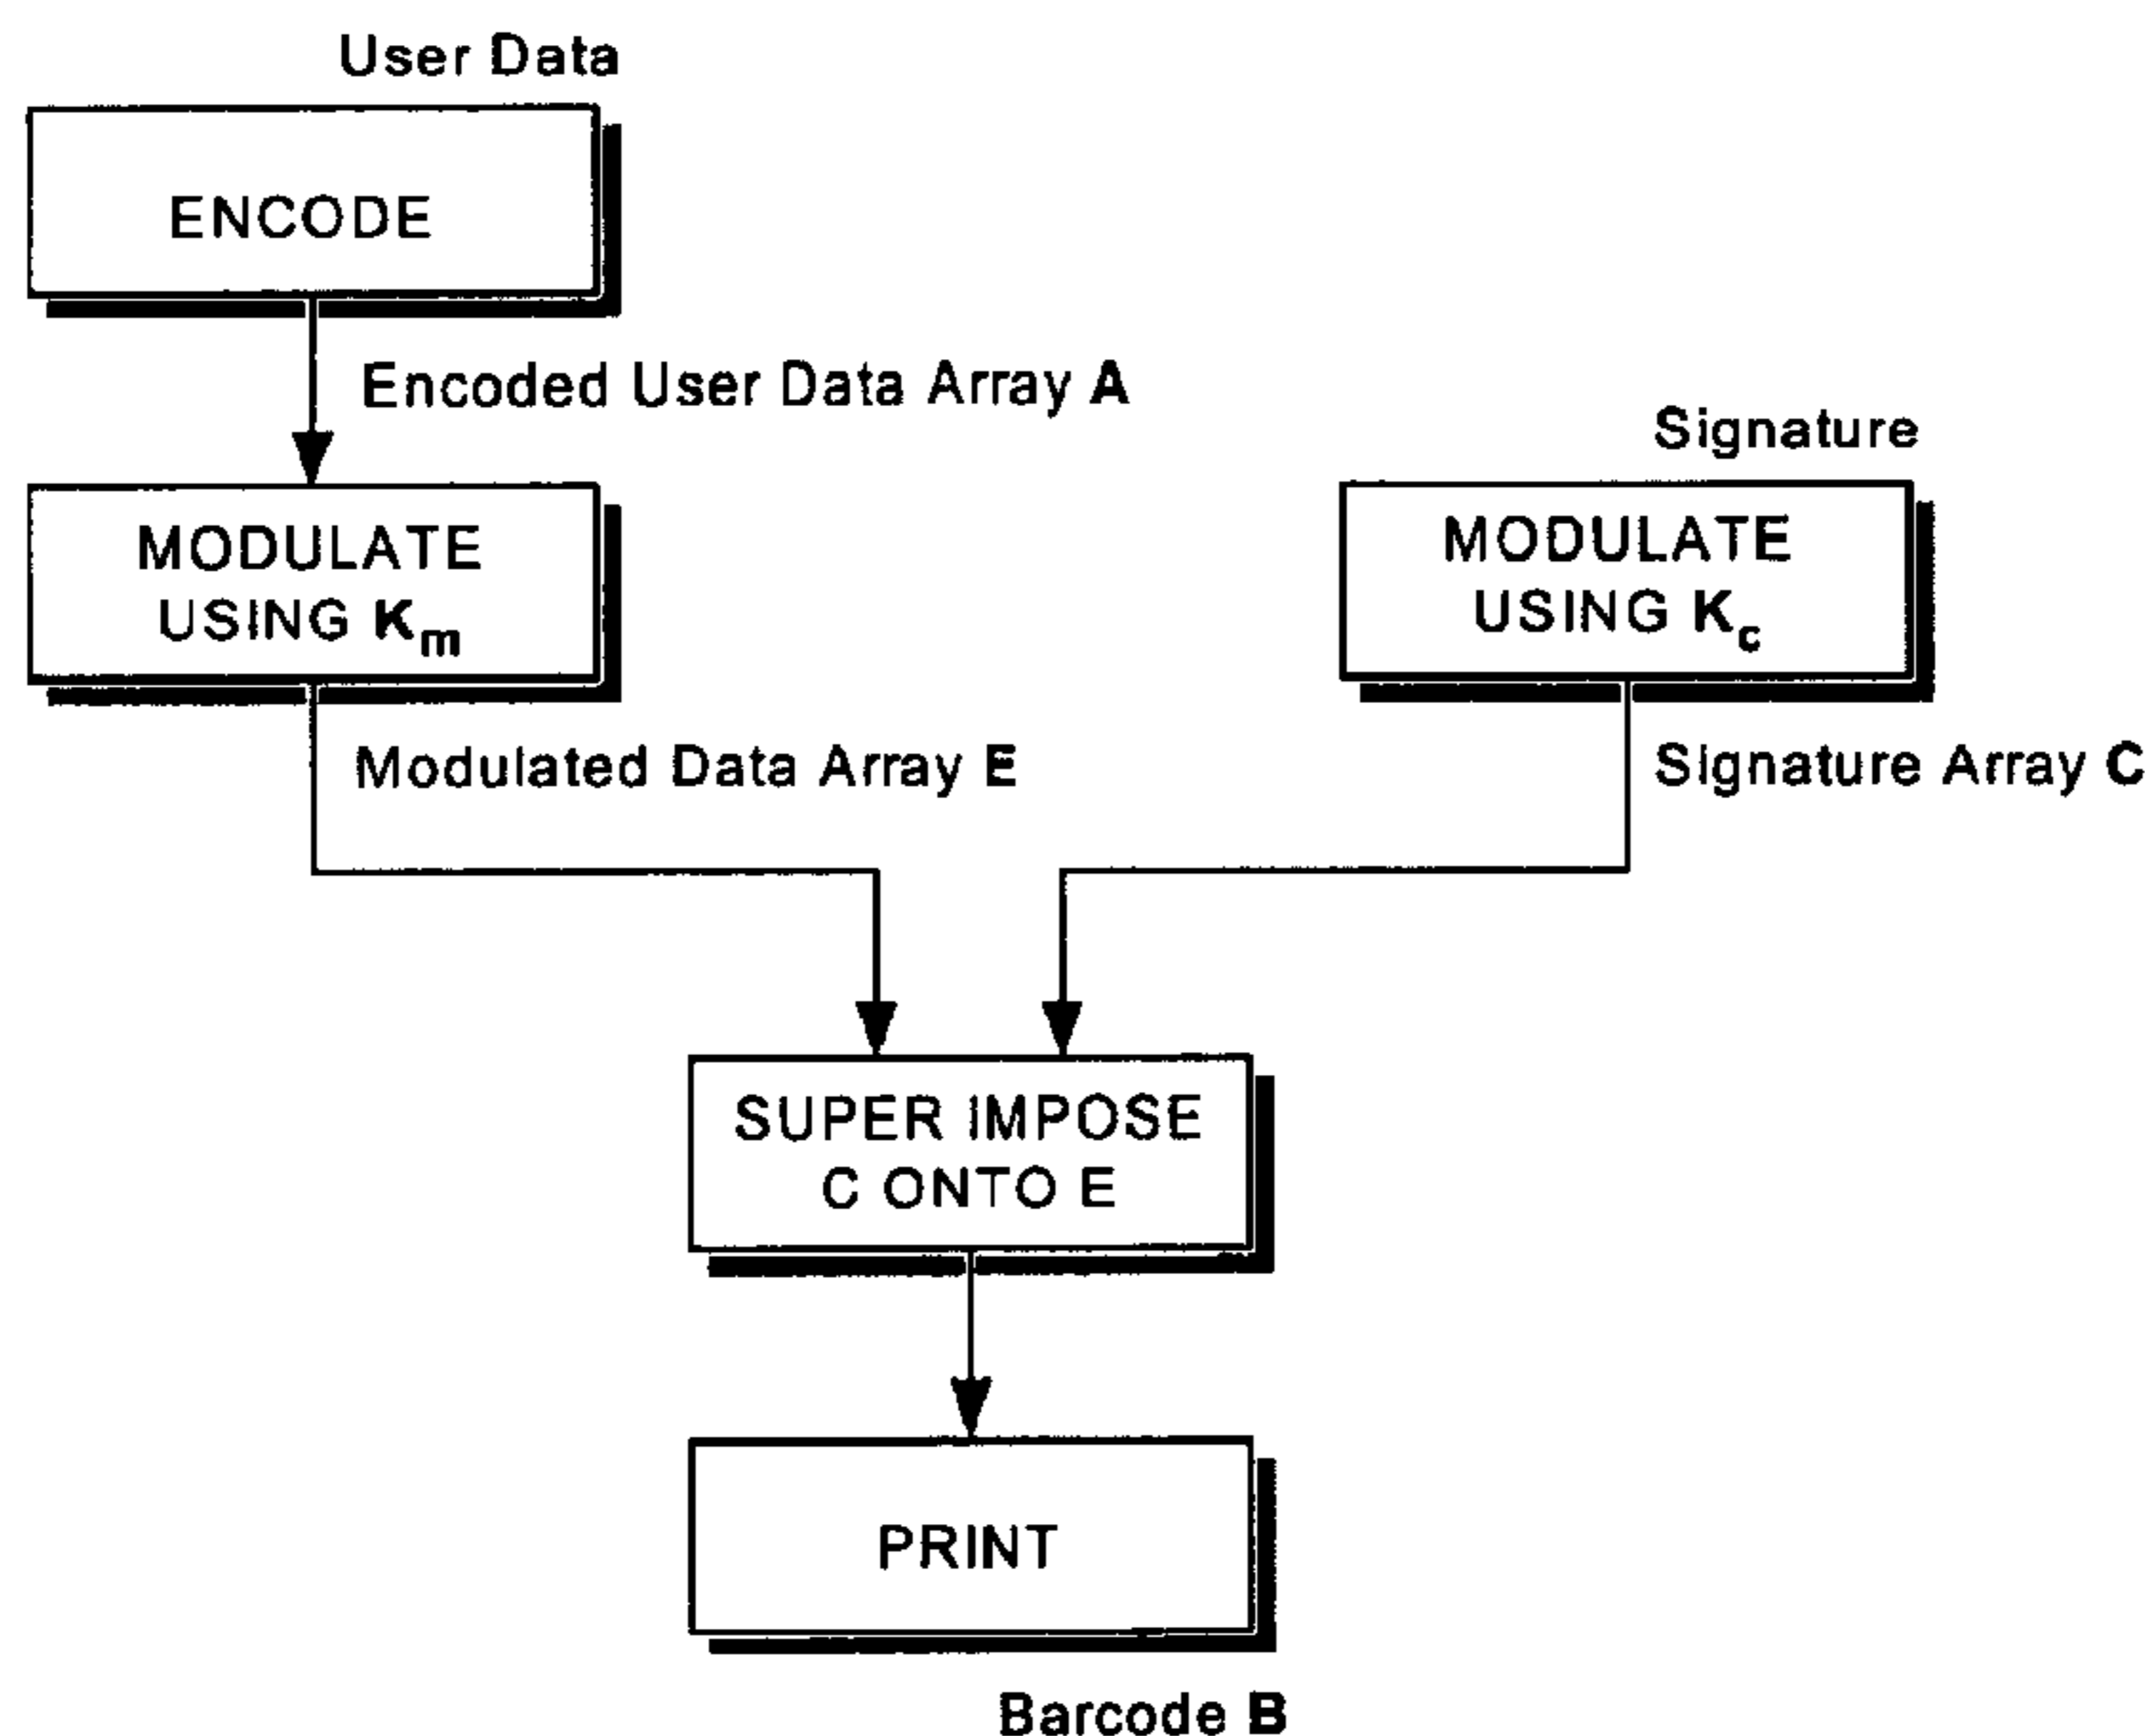 User Data
ENCODE
Encoded User Data Array A
Signature
MODULATE
USING Km
MODULATE
USING Kc
Modulated Data Array E
Signature Array C
SUPER IMPOSE
C ONTO E
PRINT
Barcode B